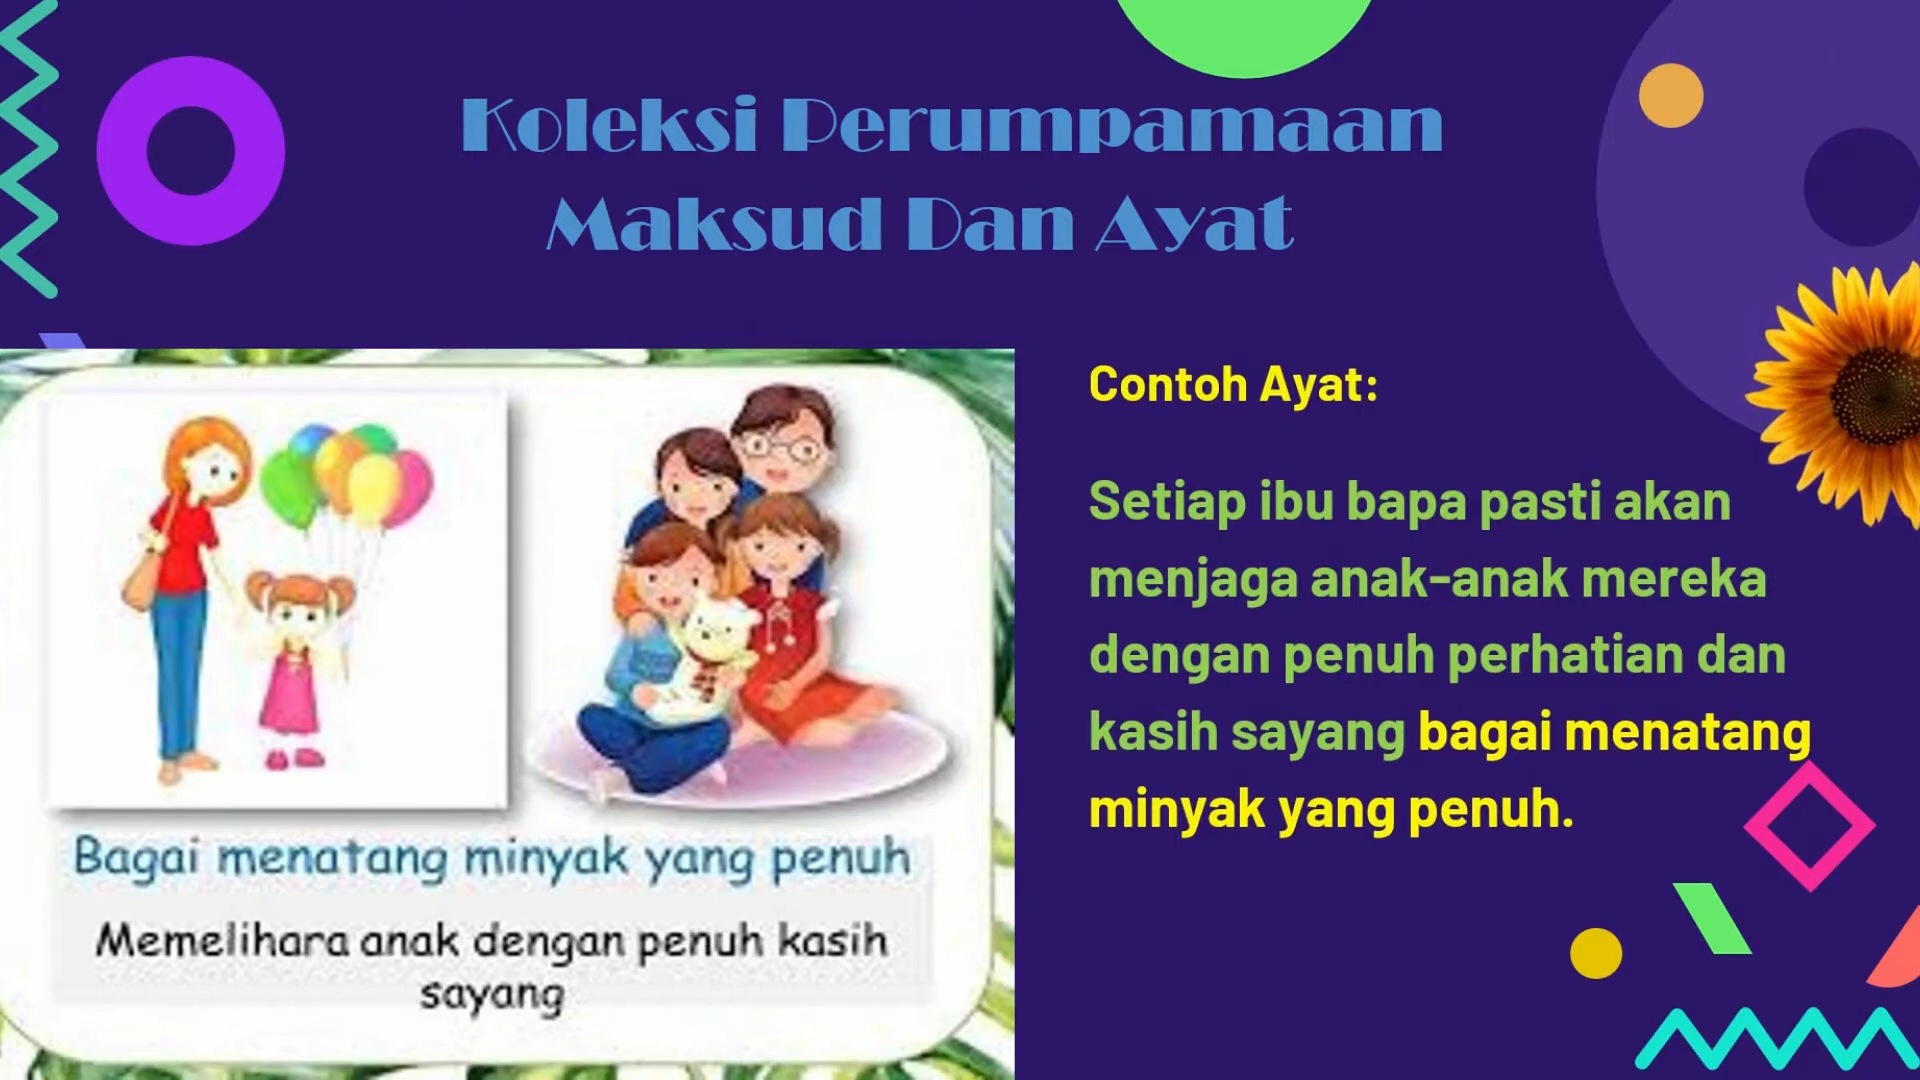 Koleksi Perumpamaan
Maksud Dan Ayat
Bagai menatang minyak yang penuh
Memelihara anak dengan penuh kasih
sayang
Contoh Ayat:
Setiap ibu bapa pasti akan
menjaga anak-anak mereka
dengan penuh perhatian dan
kasih sayang bagai menatang
minyak yang penuh.